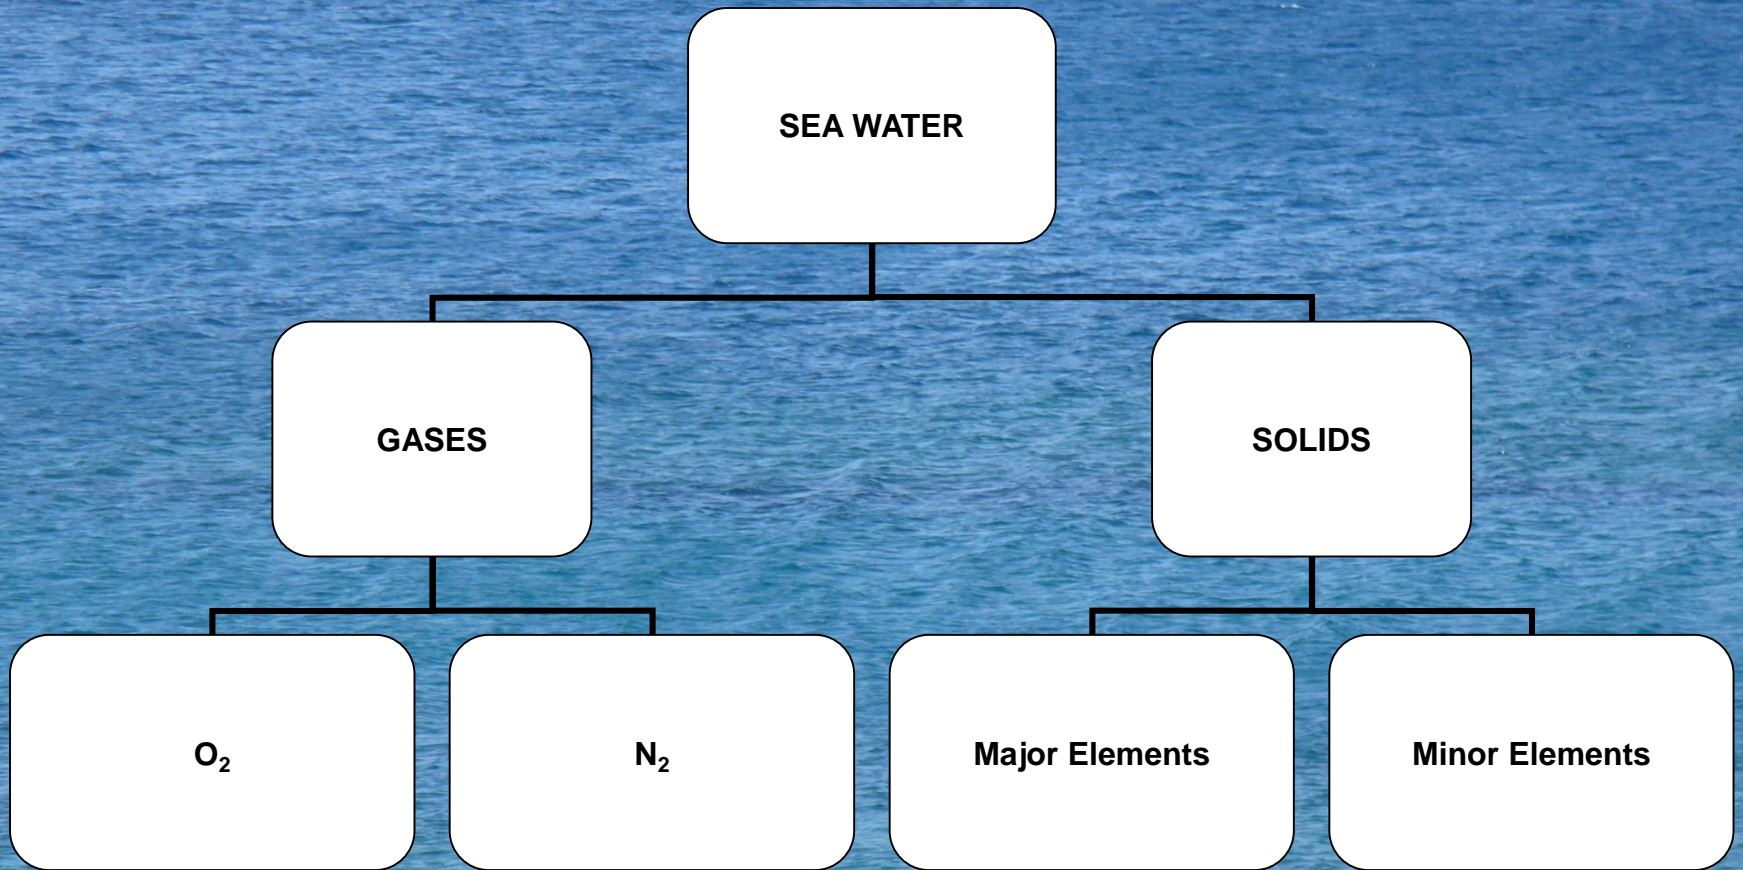 SEA WATER
GASES
SOLIDS
O₂
N₂
Major Elements
Minor Elements